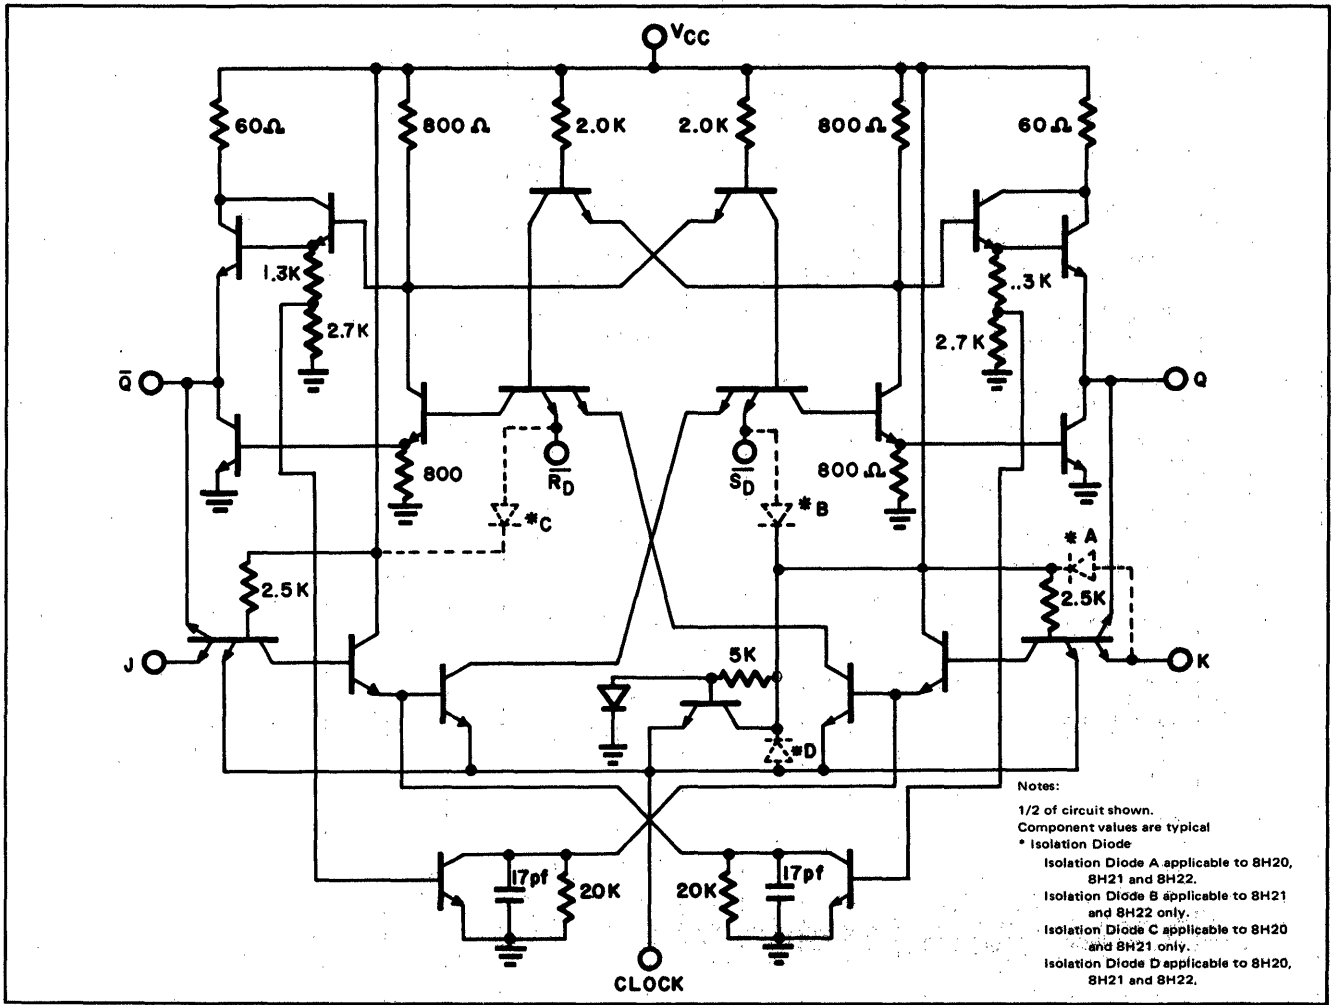 VCC
60Ω
800Ω
2.0K
2.0K
800Ω
60Ω
1.3K
2.7K
..3K
2.7K
Q̅
Q
800
R̅D̅
S̅D̅
800Ω
*C
*B
*A
2.5K
2.5K
J
5K
K
*D
17pf
20K
20K
17pf
CLOCK
Notes:
1/2 of circuit shown.
Component values are typical
* Isolation Diode
Isolation Diode A applicable to 8H20,
8H21 and 8H22.
Isolation Diode B applicable to 8H21
and 8H22 only.
Isolation Diode C applicable to 8H20
and 8H21 only.
Isolation Diode D applicable to 8H20,
8H21 and 8H22.